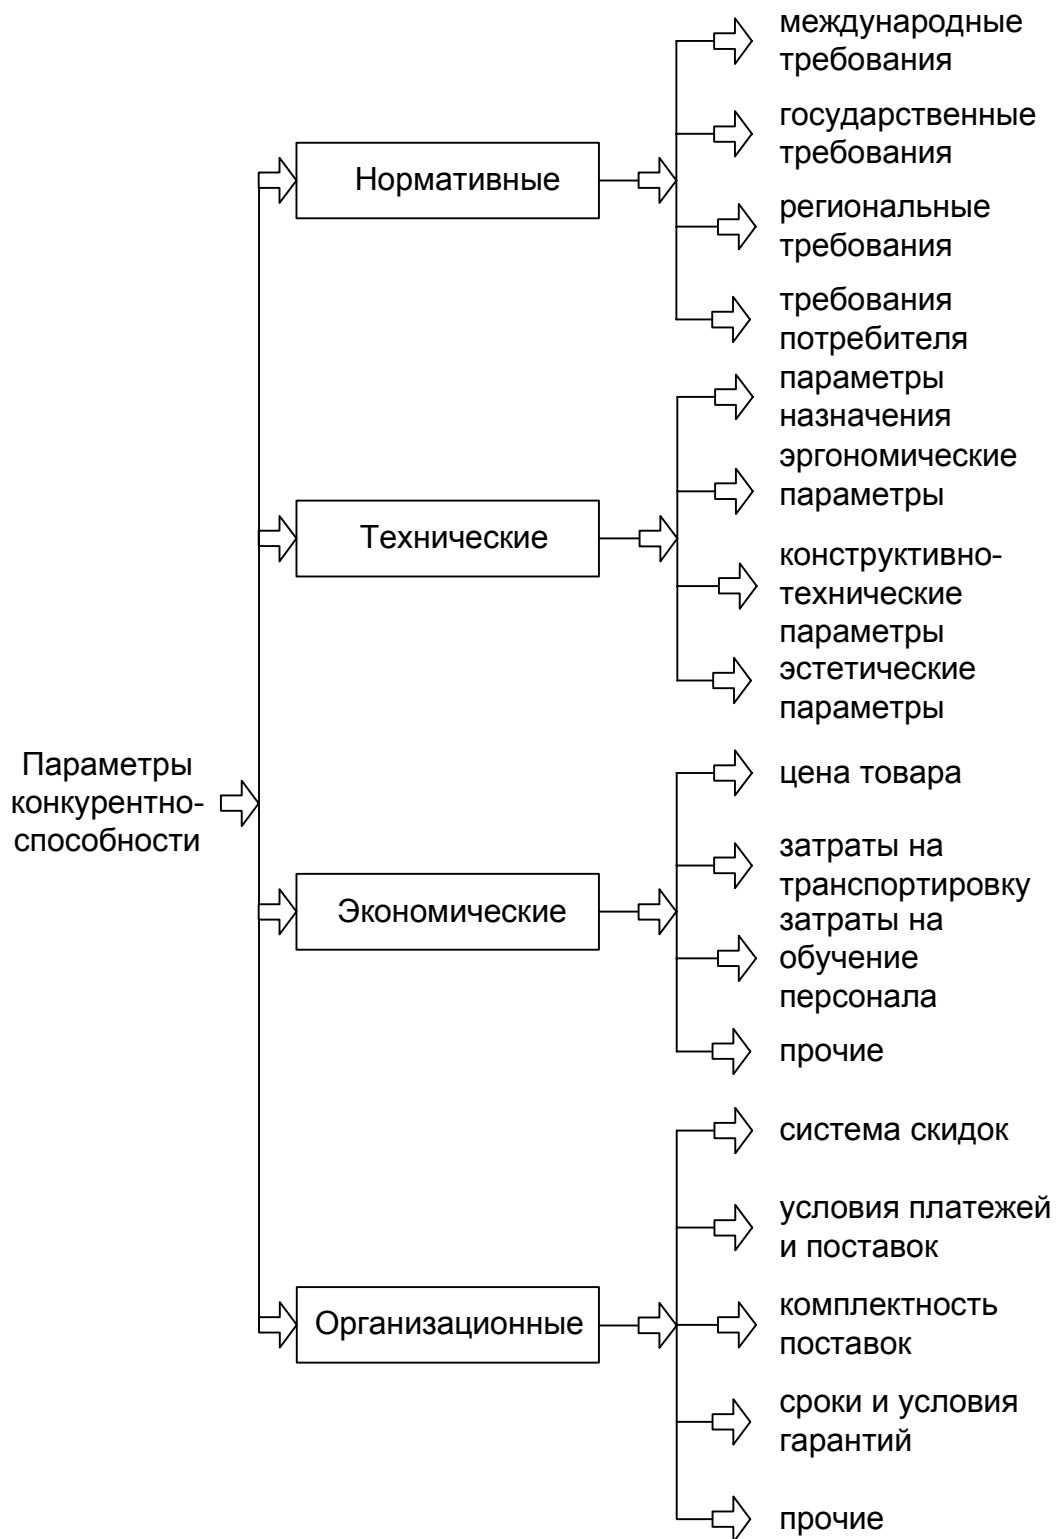 Параметры
конкурентно-
способности
Нормативные
международные
требования
государственные
требования
региональные
требования
требования
потребителя
Технические
параметры
назначения
эргономические
параметры
конструктивно-
технические
параметры
эстетические
параметры
Экономические
цена товара
затраты на
транспортировку
затраты на
обучение
персонала
прочие
Организационные
система скидок
условия платежей
и поставок
комплектность
поставок
сроки и условия
гарантий
прочие